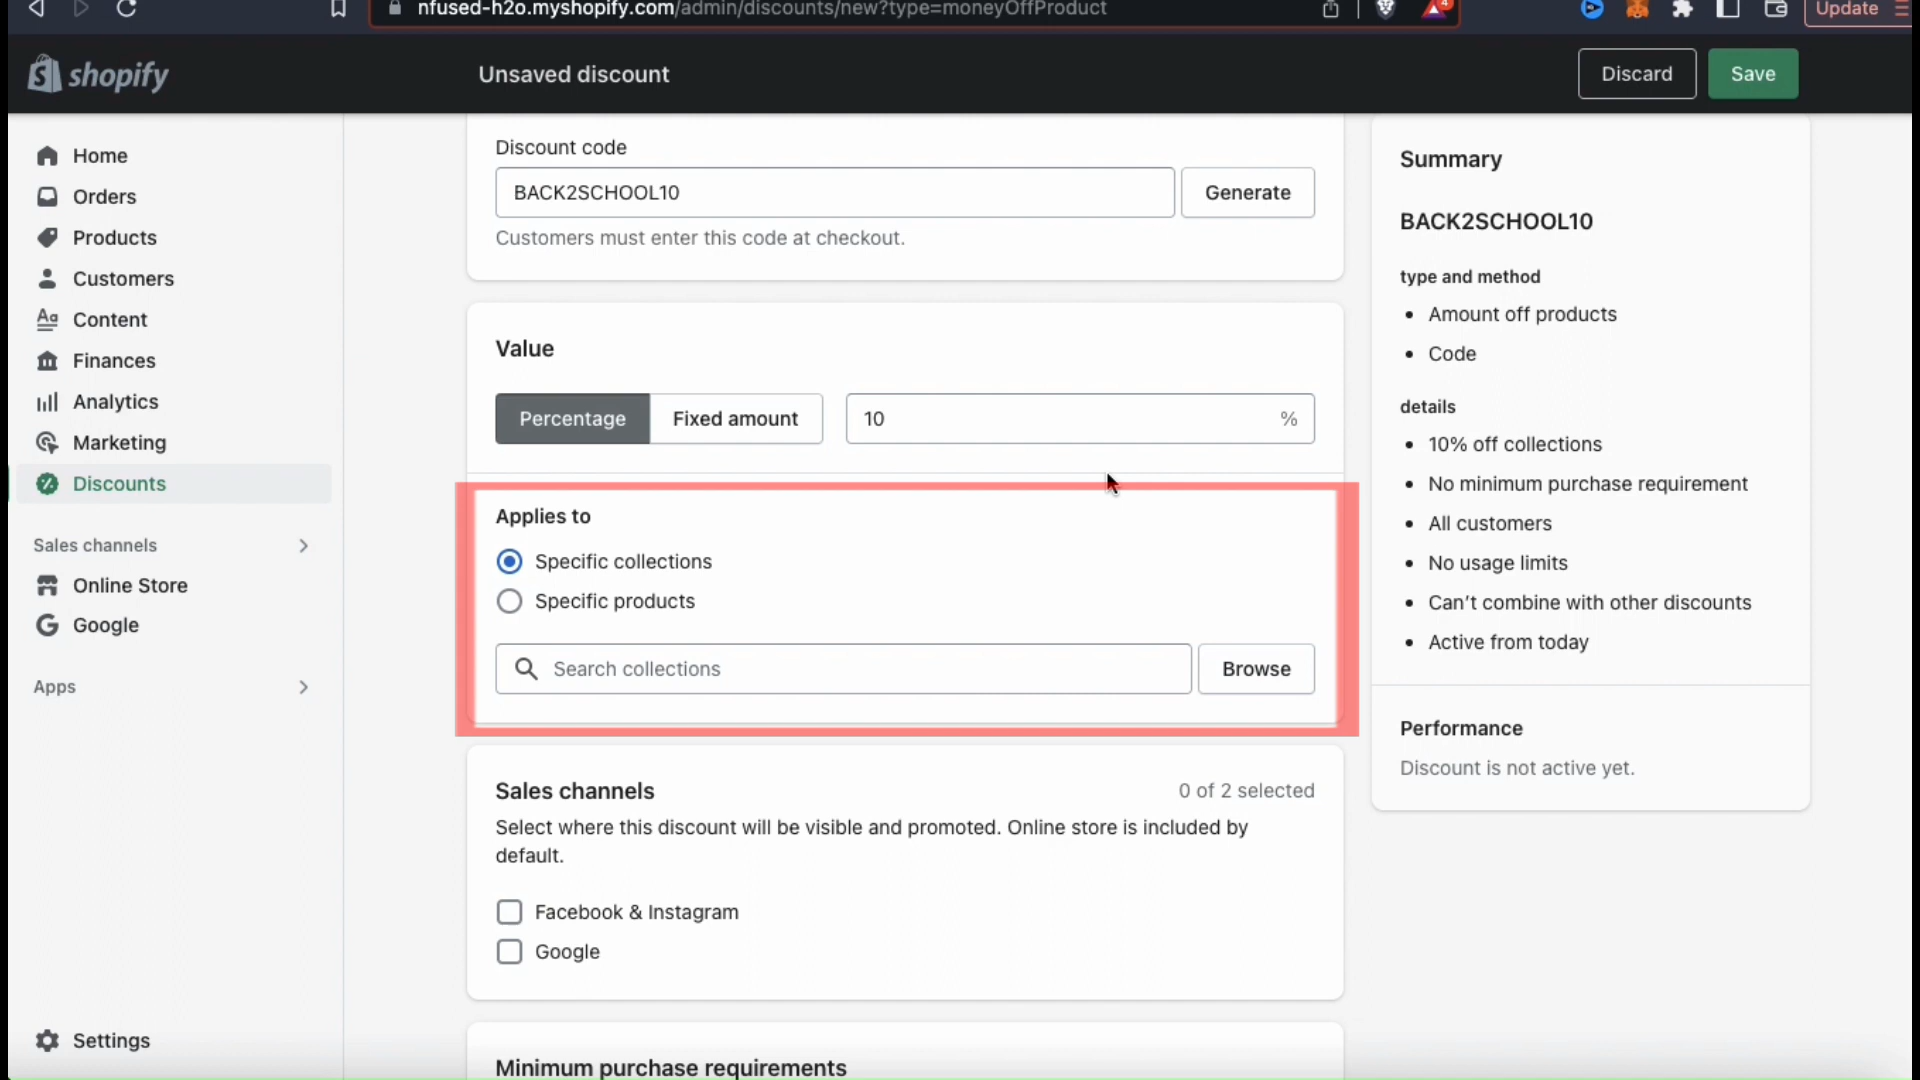 nfused-h2o.myshopify.com/admin/discounts/new?type=moneyOffProduct
4
Update
shopify
Unsaved discount
Discard
Save
Home
Orders
Products
Customers
Content
Finances
Analytics
Marketing
Discounts
Sales channels
Online Store
Google
Apps
Settings
Discount code
BACK2SCHOOL10
Generate
Customers must enter this code at checkout.
Value
Percentage
Fixed amount
10
%
Applies to
Specific collections
Specific products
Search collections
Browse
Sales channels
0 of 2 selected
Select where this discount will be visible and promoted. Online store is included by
default.
Facebook & Instagram
Google
Minimum purchase requirements
Summary
BACK2SCHOOL10
type and method
• Amount off products
• Code
details
• 10% off collections
• No minimum purchase requirement
• All customers
• No usage limits
• Can't combine with other discounts
• Active from today
Performance
Discount is not active yet.